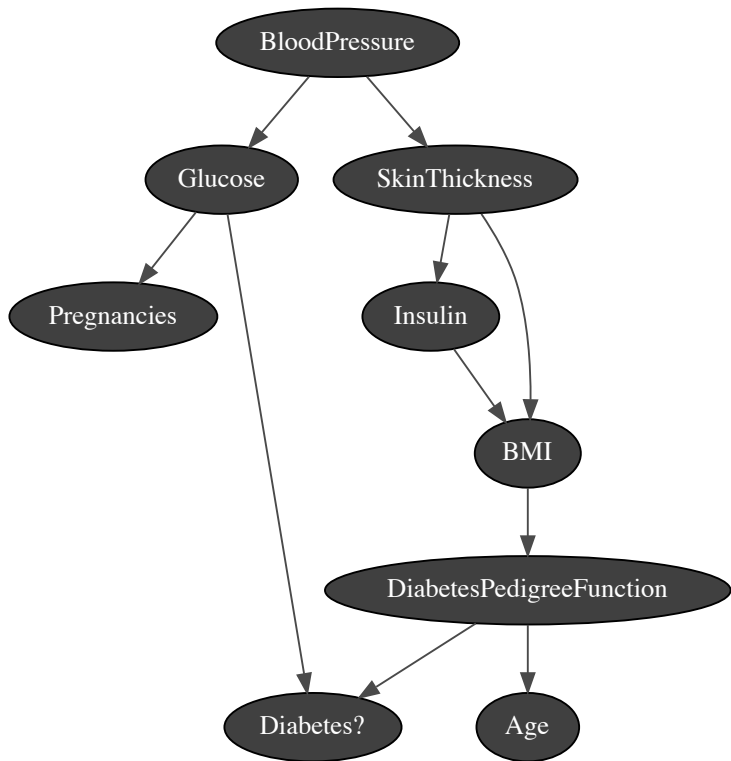 BloodPressure
Glucose
SkinThickness
Pregnancies
Insulin
BMI
DiabetesPedigreeFunction
Diabetes?
Age